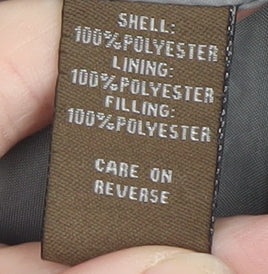 SHELL:
100%POLYESTER
LINING:
100%POLYESTER
FILLING:
100%POLYESTER
CARE ON
REVERSE